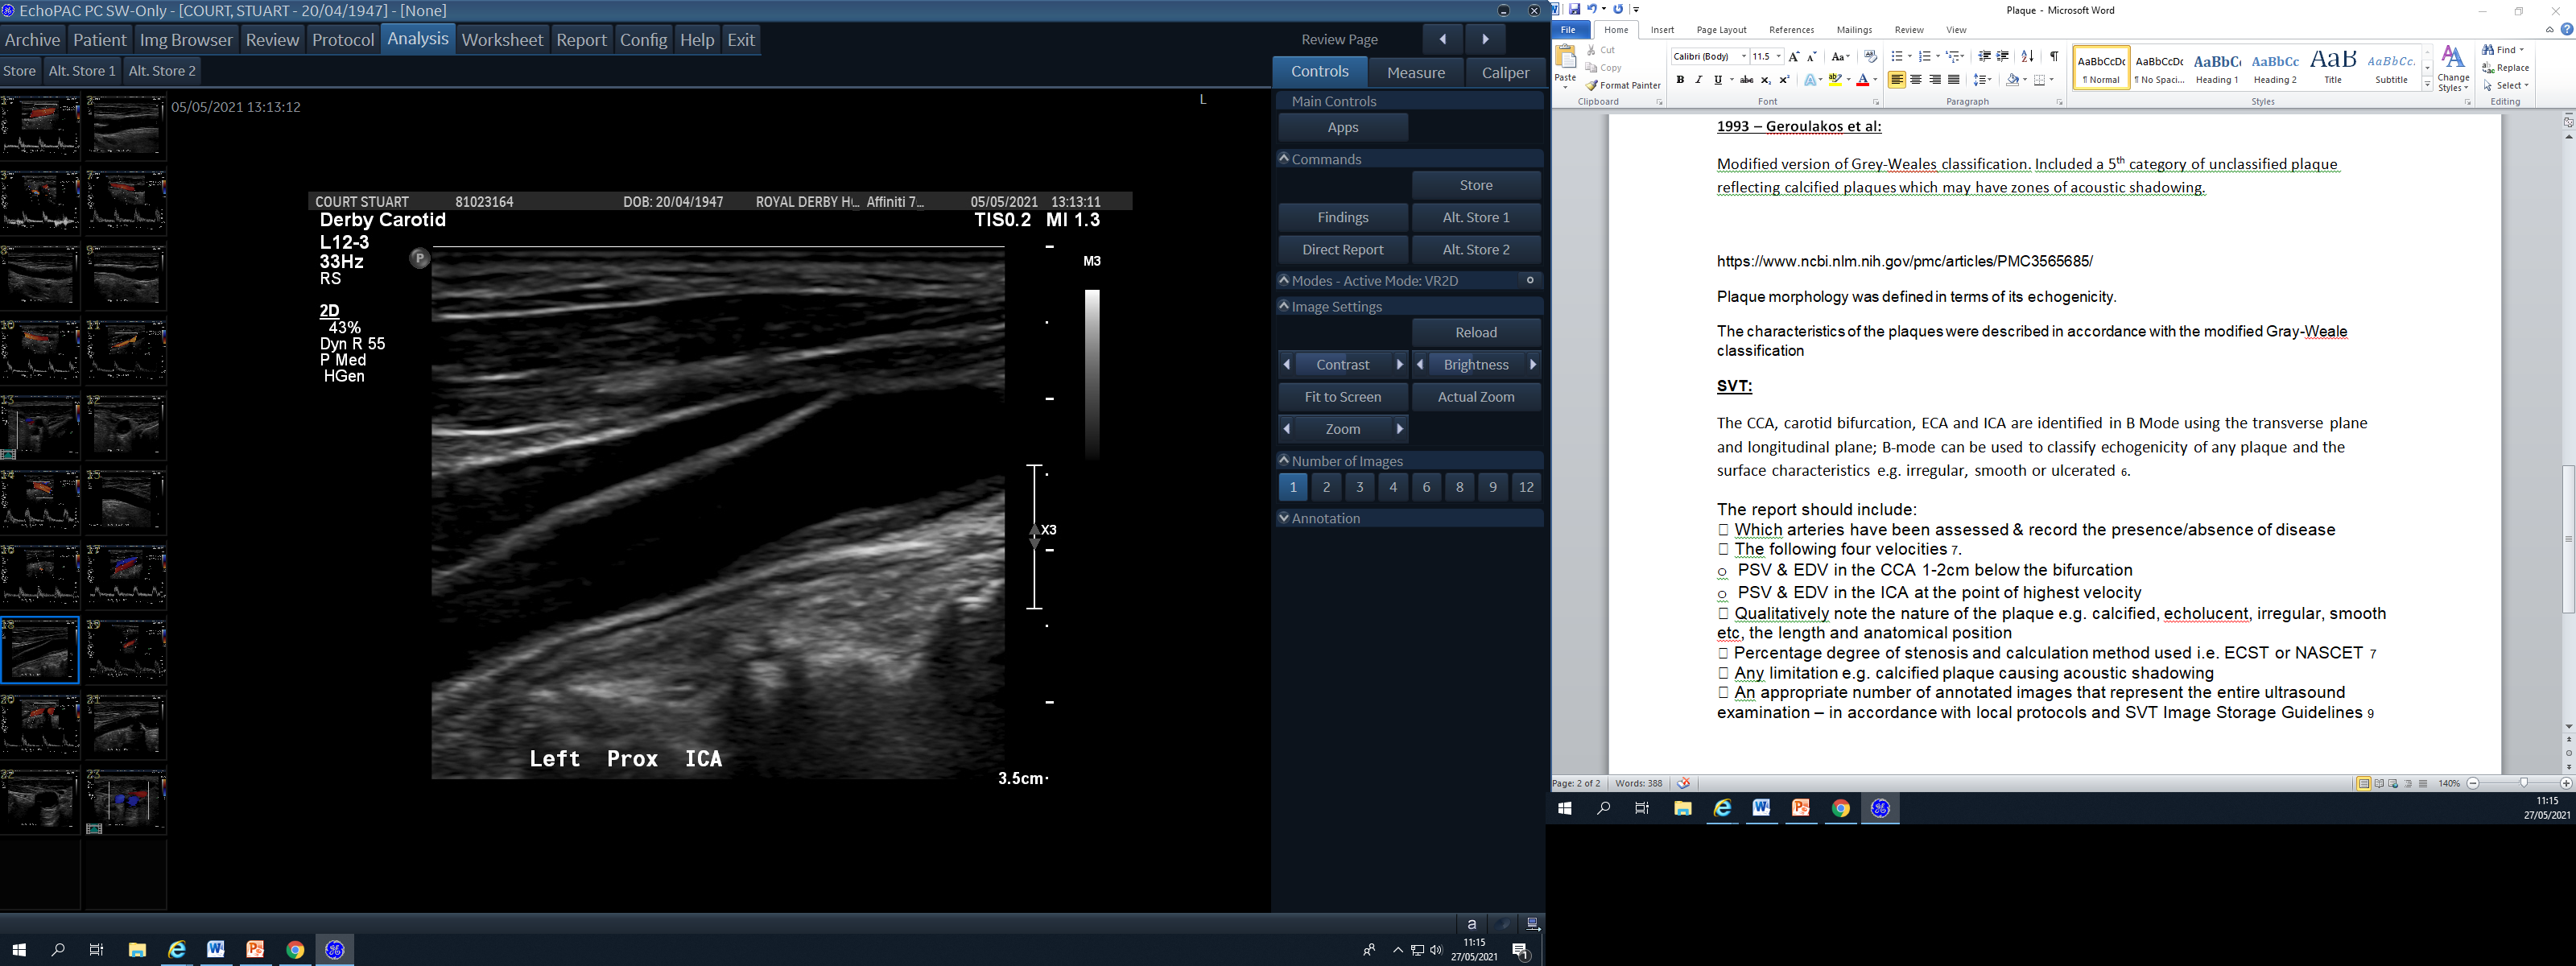 EchoPAC PC SW-Only - [COURT, STUART - 20/04/1947] - [None]
Archive Patient Img Browser Review Protocol Analysis Worksheet Report Config Help Exit
Store Alt. Store 1 Alt. Store 2
05/05/2021 13:13:12
L
COURT STUART 81023164 DOB: 20/04/1947 ROYAL DERBY H(... Affiniti 7... 05/05/2021 13:13:11
Derby Carotid TIS0.2 MI 1.3
L12-3
33Hz
RS
2D
43%
Dyn R 55
P Med
HGen
P
M3
X3
Left Prox ICA
3.5cm
10 11
13
14
18 19
22 23
Review Page
Controls Measure Caliper
Main Controls
Apps
Commands
Store
Findings Alt. Store 1
Direct Report Alt. Store 2
Modes - Active Mode: VR2D
Image Settings
Reload
Contrast Brightness
Fit to Screen Actual Zoom
Zoom
Number of Images
1 2 3 4 6 8 9 12
Annotation
a
11:15
27/05/2021
1
Plaque - Microsoft Word
File Home Insert Page Layout References Mailings Review View
Paste
Cut
Copy
Format Painter
Clipboard
Calibri (Body) 11.5
Font
Paragraph
AaBbCcDc AaBbCcDc AaBbC AaBbCc AaB AaBbCc.
¶ Normal ¶ No Spaci... Heading 1 Heading 2 Title Subtitle
Change Styles
Styles
Find
Replace
Select
Editing
1993 – Geroulakos et al:
Modified version of Grey-Weales classification. Included a 5th category of unclassified plaque
reflecting calcified plaques which may have zones of acoustic shadowing.
https://www.ncbi.nlm.nih.gov/pmc/articles/PMC3565685/
Plaque morphology was defined in terms of its echogenicity.
The characteristics of the plaques were described in accordance with the modified Gray-Weale
classification
SVT:
The CCA, carotid bifurcation, ECA and ICA are identified in B Mode using the transverse plane
and longitudinal plane; B-mode can be used to classify echogenicity of any plaque and the
surface characteristics e.g. irregular, smooth or ulcerated 6.
The report should include:
Which arteries have been assessed & record the presence/absence of disease
The following four velocities 7.
o PSV & EDV in the CCA 1-2cm below the bifurcation
o PSV & EDV in the ICA at the point of highest velocity
Qualitatively note the nature of the plaque e.g. calcified, echolucent, irregular, smooth
etc, the length and anatomical position
Percentage degree of stenosis and calculation method used i.e. ECST or NASCET 7
Any limitation e.g. calcified plaque causing acoustic shadowing
An appropriate number of annotated images that represent the entire ultrasound
examination – in accordance with local protocols and SVT Image Storage Guidelines 9
Page: 2 of 2 Words: 388 140%
11:15
27/05/2021